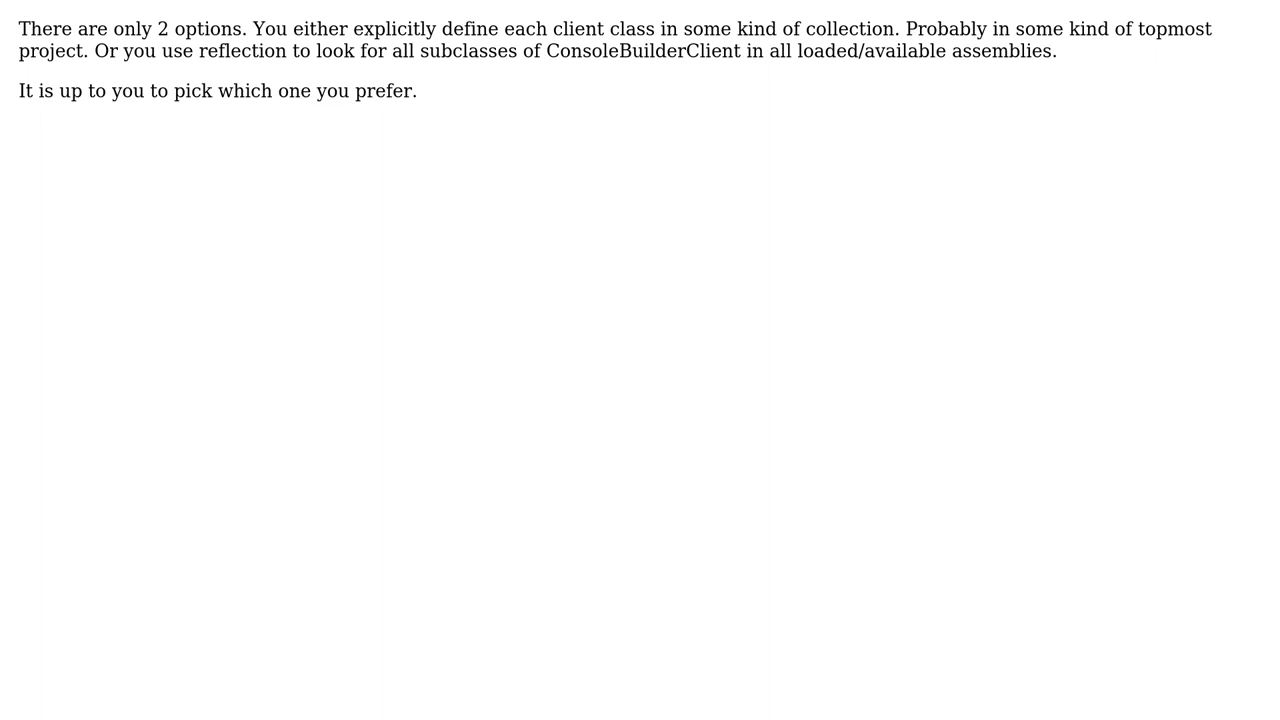 There are only 2 options. You either explicitly define each client class in some kind of collection. Probably in some kind of topmost
project. Or you use reflection to look for all subclasses of ConsoleBuilderClient in all loaded/available assemblies.
It is up to you to pick which one you prefer.